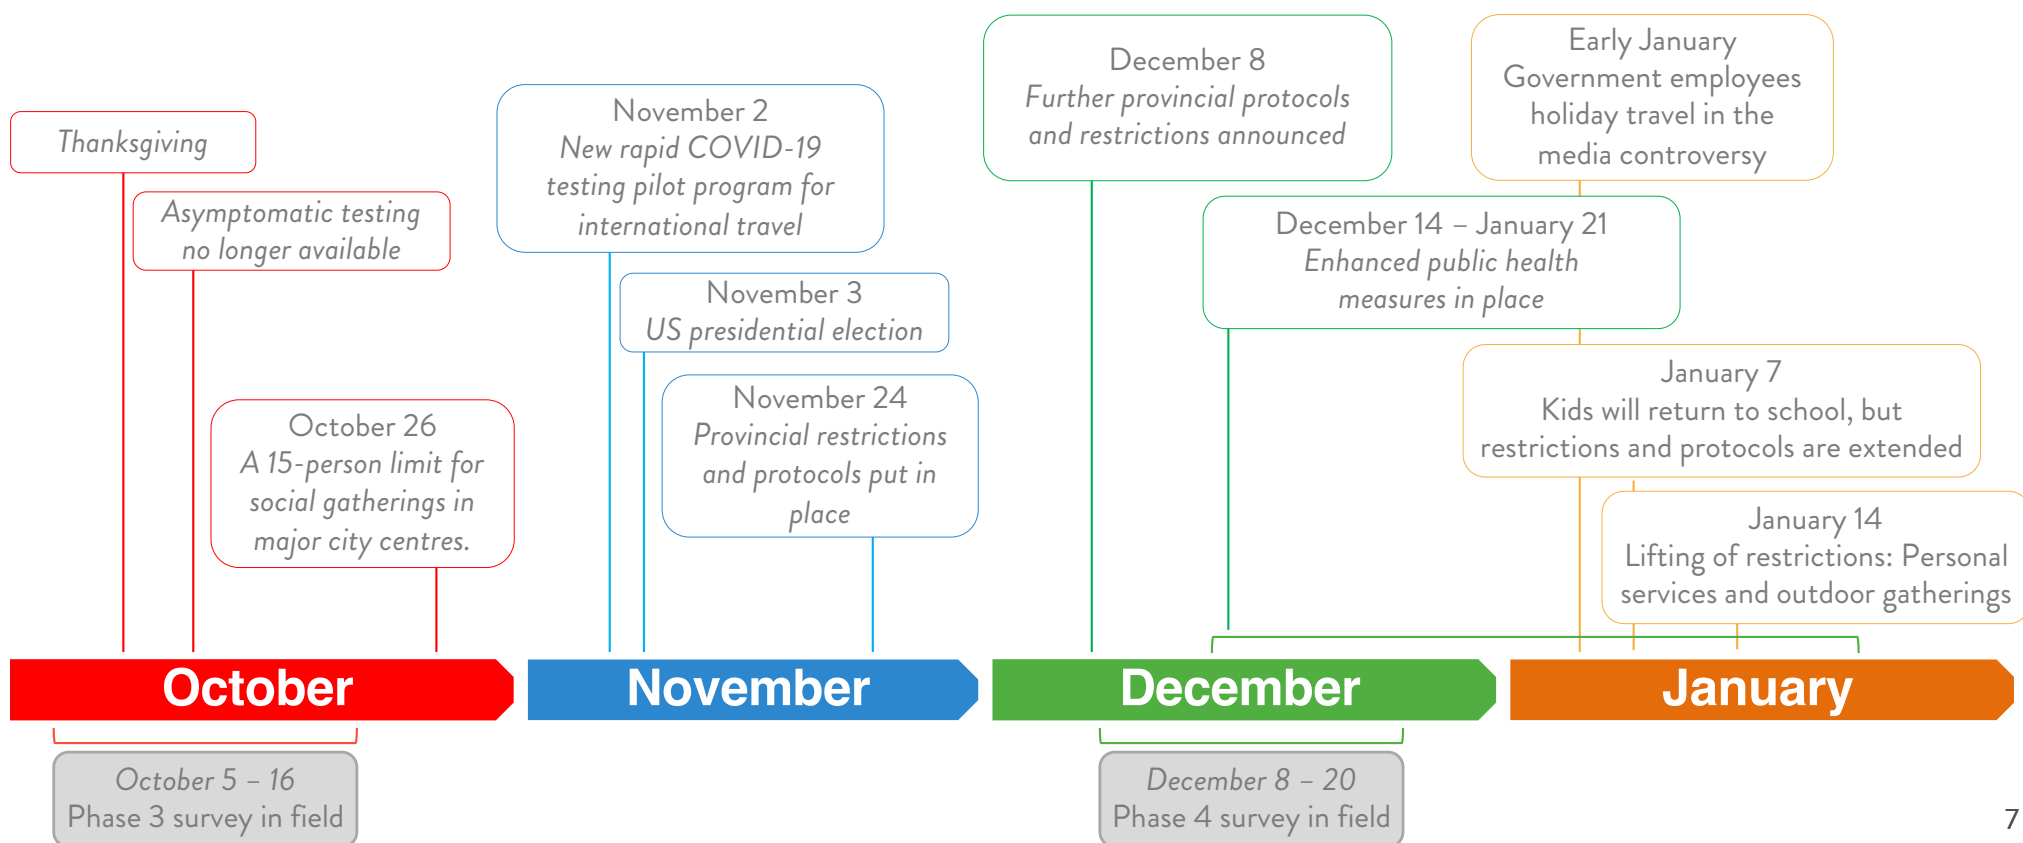 Thanksgiving
Asymptomatic testing
no longer available
October 26
A 15-person limit for
social gatherings in
major city centres.
November 2
New rapid COVID-19
testing pilot program for
international travel
November 3
US presidential election
November 24
Provincial restrictions
and protocols put in
place
December 8
Further provincial protocols
and restrictions announced
December 14 – January 21
Enhanced public health
measures in place
Early January
Government employees
holiday travel in the
media controversy
January 7
Kids will return to school, but
restrictions and protocols are extended
January 14
Lifting of restrictions: Personal
services and outdoor gatherings
October
November
December
January
October 5 – 16
Phase 3 survey in field
December 8 – 20
Phase 4 survey in field
7